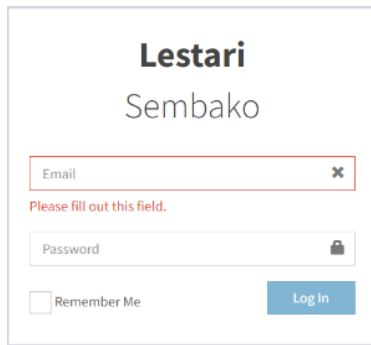 Lestari
Sembako
Email
Please fill out this field.
Password
Remember Me
Log In